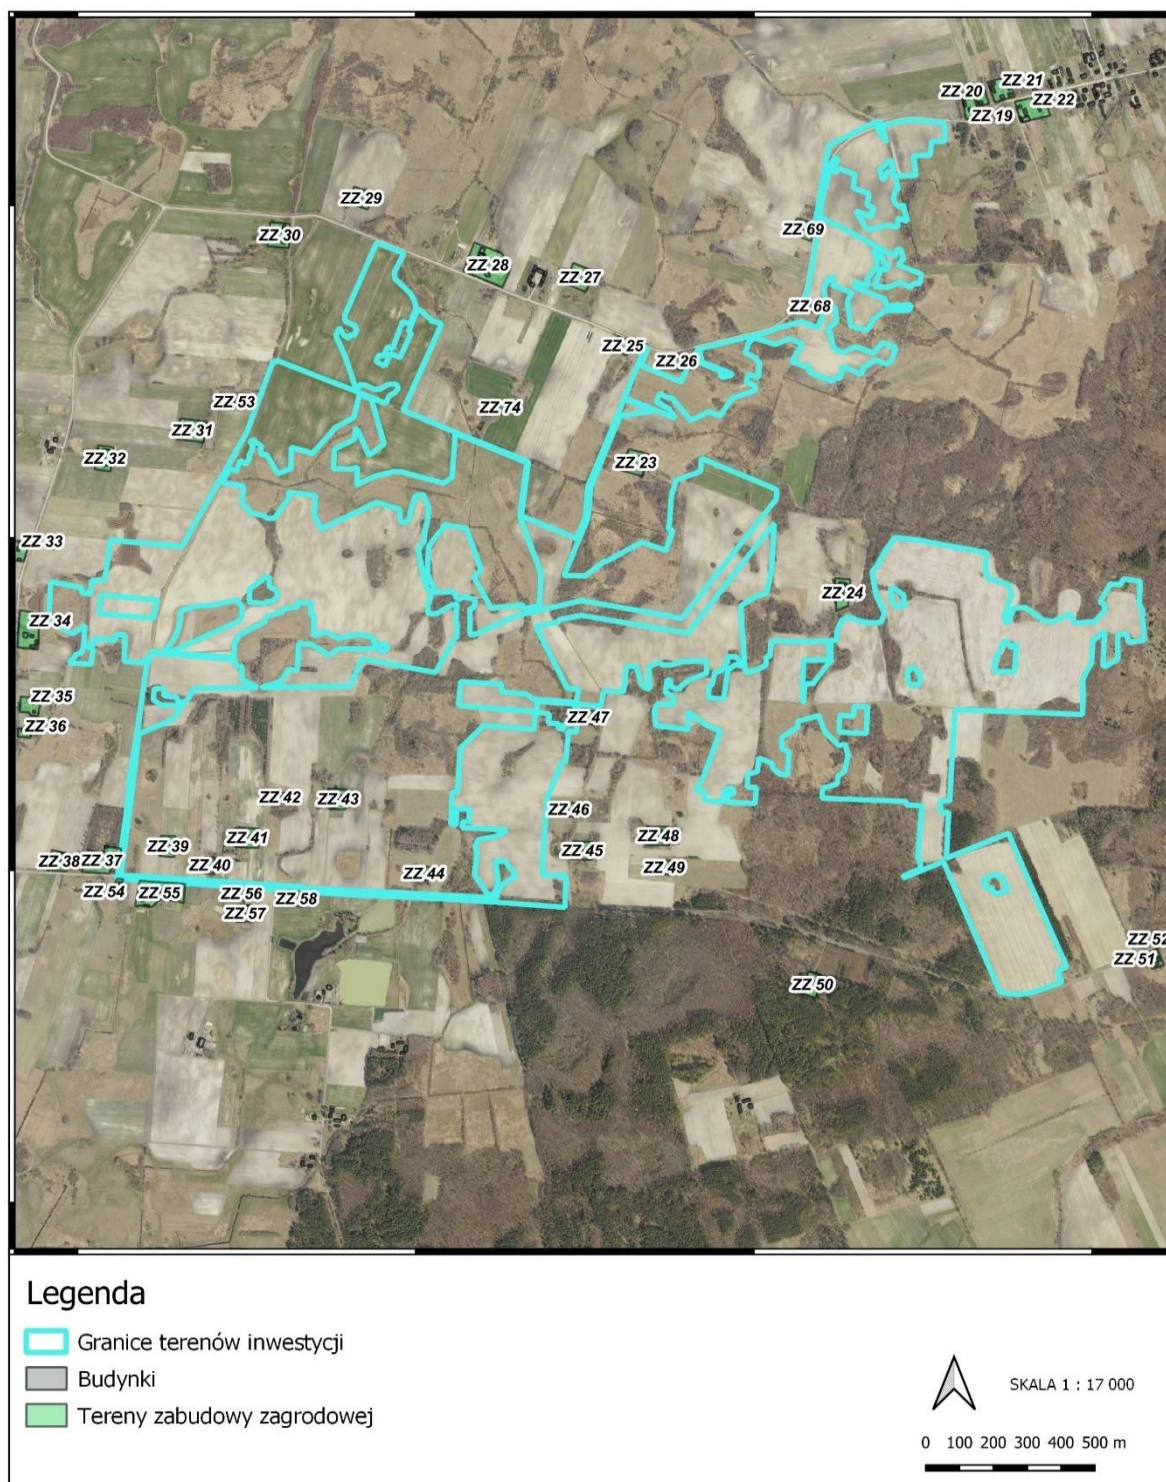 ZZ 21
ZZ 20
ZZ 22
ZZ 19
ZZ 29
ZZ 69
ZZ 30
ZZ 28
ZZ 27
ZZ 68
ZZ 25
ZZ 26
ZZ 53
ZZ 74
ZZ 31
ZZ 32
ZZ 23
ZZ 33
ZZ 24
ZZ 34
ZZ 35
ZZ 47
ZZ 36
ZZ 42
ZZ 43
ZZ 46
ZZ 41
ZZ 48
ZZ 39
ZZ 45
ZZ 38
ZZ 37
ZZ 40
ZZ 49
ZZ 44
ZZ 54
ZZ 55
ZZ 56
ZZ 58
ZZ 57
ZZ 52
ZZ 51
ZZ 50
Legenda
Granice terenów inwestycji
Budynki
Tereny zabudowy zagrodowej
SKALA 1 : 17 000
0 100 200 300 400 500 m